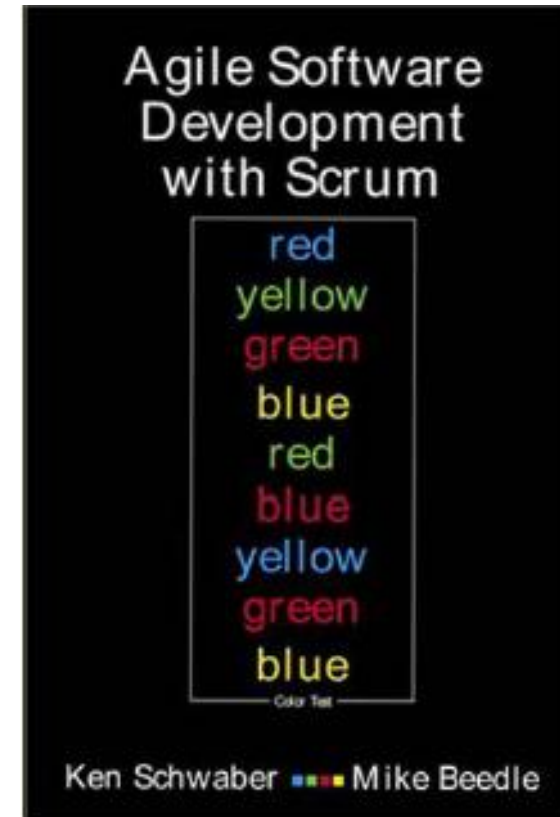 Agile Software
Development
with Scrum
red
yellow
green
blue
red
blue
yellow
green
blue
Color Test
Ken Schwaber Mike Beedle